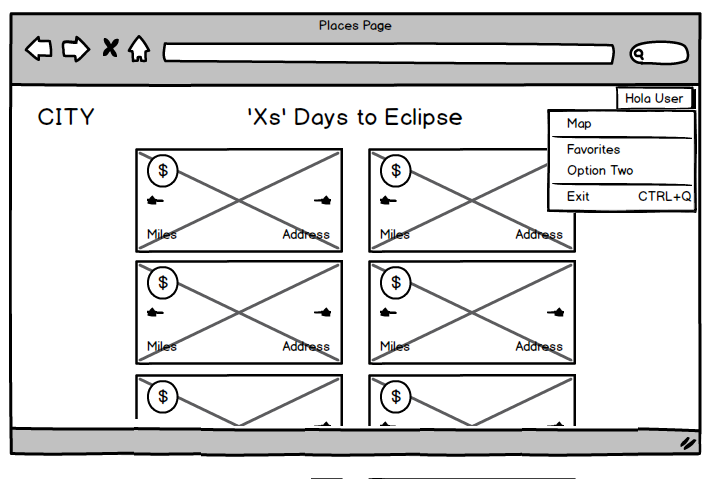 Places Page
Hola User
CITY
'Xs' Days to Eclipse
Map
Favorites
Option Two
Exit CTRL+Q
$
$
Miles Address
Miles Address
$
$
Miles Address
Miles Address
$
$